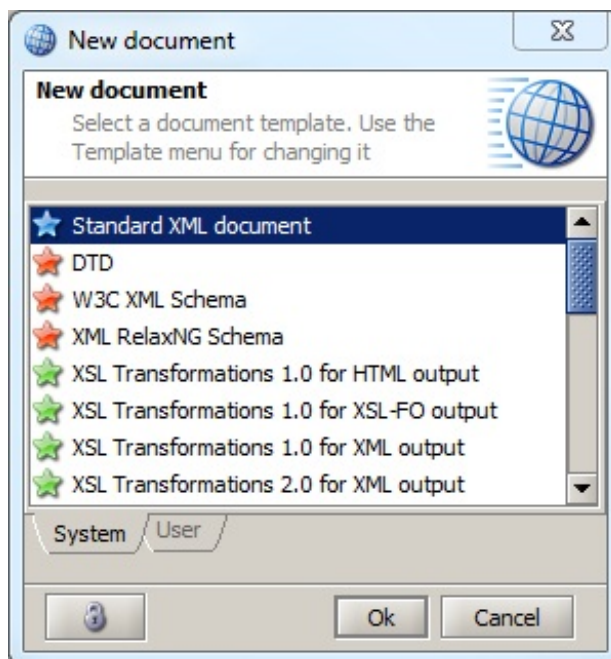 New document
New document
Select a document template. Use the
Template menu for changing it
Standard XML document
DTD
W3C XML Schema
XML RelaxNG Schema
XSL Transformations 1.0 for HTML output
XSL Transformations 1.0 for XSL-FO output
XSL Transformations 1.0 for XML output
XSL Transformations 2.0 for XML output
System User
Ok Cancel